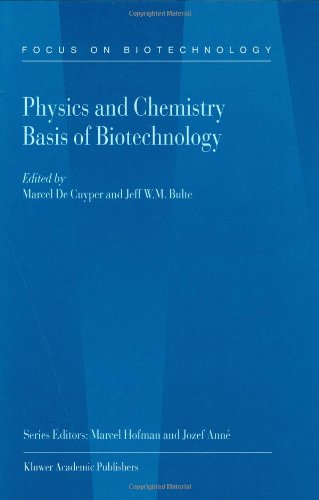 FOCUS ON BIOTECHNOLOGY
Physics and Chemistry
Basis of Biotechnology
Edited by
Marcel De Cuyper and Jeff W.M. Bulte
Series Editors: Marcel Hofman and Jozef Anné
Kluwer Academic Publishers